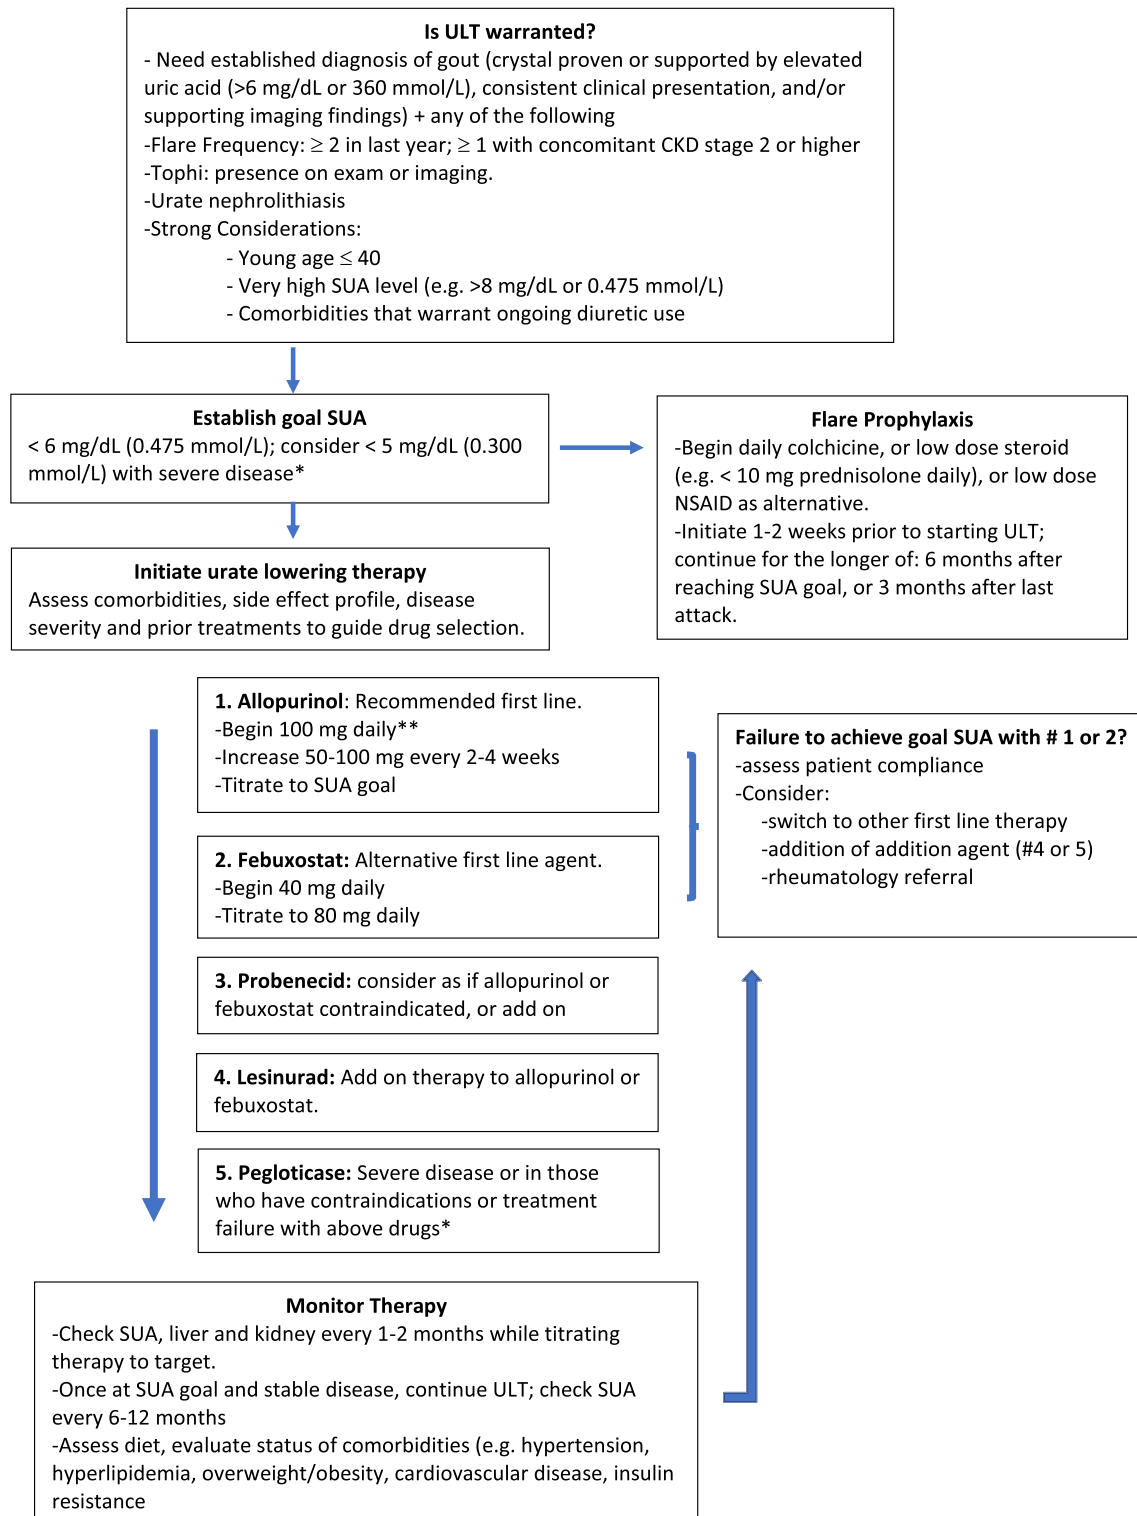 Is ULT warranted?
- Need established diagnosis of gout (crystal proven or supported by elevated
uric acid (>6 mg/dL or 360 mmol/L), consistent clinical presentation, and/or
supporting imaging findings) + any of the following
-Flare Frequency: ≥ 2 in last year; ≥ 1 with concomitant CKD stage 2 or higher
-Tophi: presence on exam or imaging.
-Urate nephrolithiasis
-Strong Considerations:
- Young age ≤ 40
- Very high SUA level (e.g. >8 mg/dL or 0.475 mmol/L)
- Comorbidities that warrant ongoing diuretic use
Establish goal SUA
< 6 mg/dL (0.475 mmol/L); consider < 5 mg/dL (0.300
mmol/L) with severe disease*
Flare Prophylaxis
-Begin daily colchicine, or low dose steroid
(e.g. < 10 mg prednisolone daily), or low dose
NSAID as alternative.
-Initiate 1-2 weeks prior to starting ULT;
continue for the longer of: 6 months after
reaching SUA goal, or 3 months after last
attack.
Initiate urate lowering therapy
Assess comorbidities, side effect profile, disease
severity and prior treatments to guide drug selection.
1. Allopurinol: Recommended first line.
-Begin 100 mg daily**
-Increase 50-100 mg every 2-4 weeks
-Titrate to SUA goal
2. Febuxostat: Alternative first line agent.
-Begin 40 mg daily
-Titrate to 80 mg daily
Failure to achieve goal SUA with # 1 or 2?
-assess patient compliance
-Consider:
-switch to other first line therapy
-addition of addition agent (#4 or 5)
-rheumatology referral
3. Probenecid: consider as if allopurinol or
febuxostat contraindicated, or add on
4. Lesinurad: Add on therapy to allopurinol or
febuxostat.
5. Pegloticase: Severe disease or in those
who have contraindications or treatment
failure with above drugs*
Monitor Therapy
-Check SUA, liver and kidney every 1-2 months while titrating
therapy to target.
-Once at SUA goal and stable disease, continue ULT; check SUA
every 6-12 months
-Assess diet, evaluate status of comorbidities (e.g. hypertension,
hyperlipidemia, overweight/obesity, cardiovascular disease, insulin
resistance